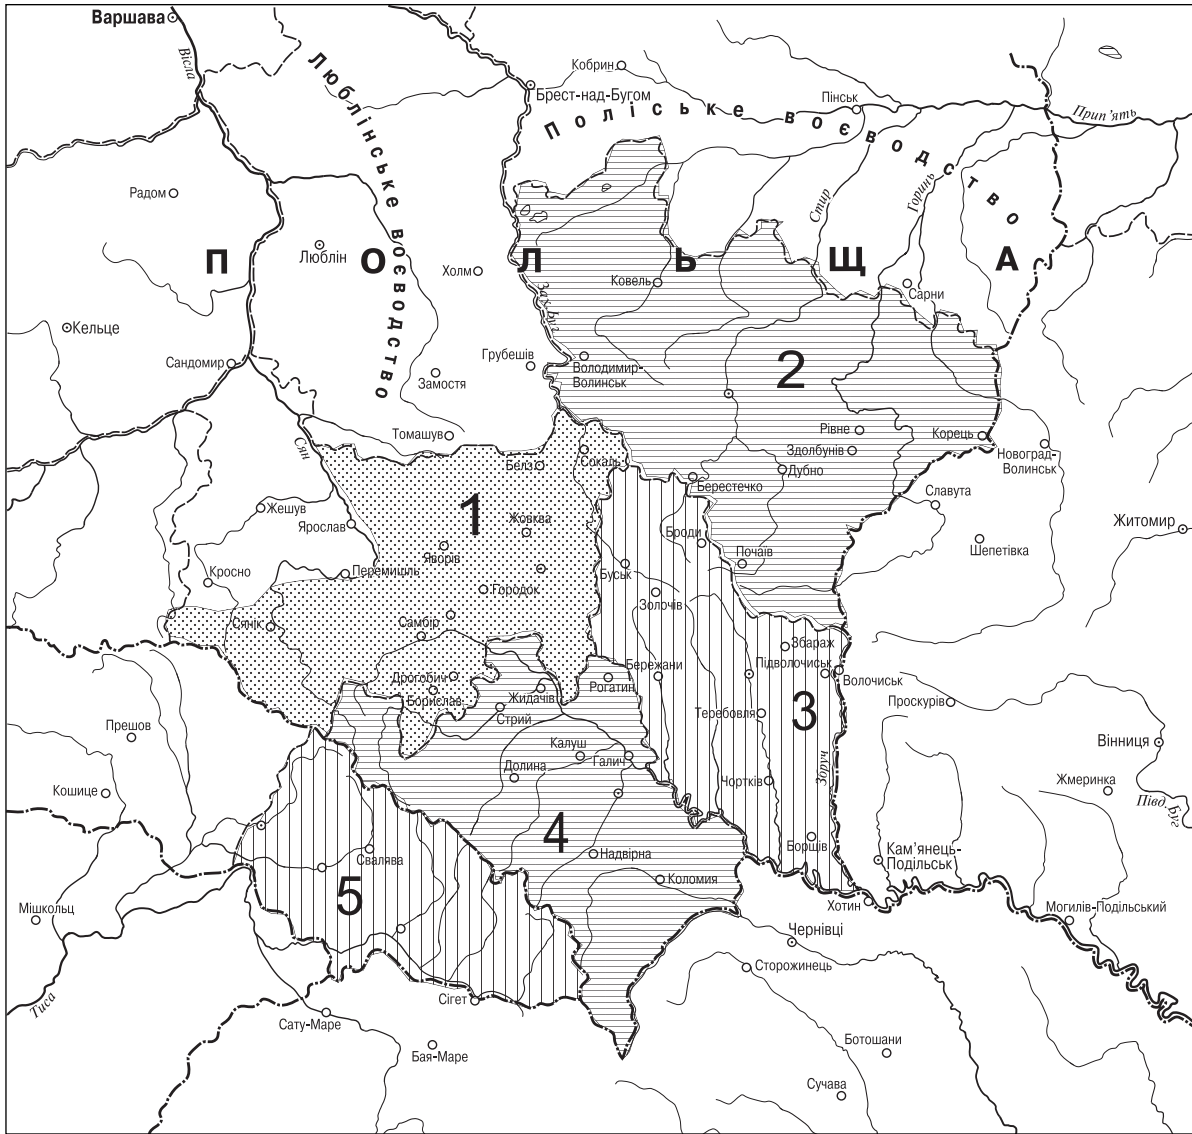 Варшава
Вісла
Люблінське воєводство
Кобрин
Брест-над-Бугом
Поліське воєводство
Пінськ
Прип'ять
Радом
Стир
Горинь
ПОЛЬЩА
Люблін
Холм
Ковель
Сарни
Зах. Буг
Кельце
Сандомир
Грубешів
Володимир-
Волинськ
2
Замостя
Томашув
Сян
Рівне
Корець
Здолбунів
Новоград-
Волинськ
Белз
Сокаль
Дубно
Берестечко
Славута
1
Жешув
Ярослав
Жовква
Броди
Житомир
Шепетівка
Яворів
Почаїв
Кросно
Перемишль
Буськ
Городок
Золочів
Сянік
Самбір
Збараж
Підволочиськ
Волочиськ
Бережани
Дрогобич
Рогатин
Борислав
Жидачів
Стрий
Теребовля
3
Проскурів
Прешов
Вінниця
Калуш
Галич
Збруч
Долина
Чортків
Жмеринка
Кошице
Півд. Буг
4
Надвірна
Борщів
Кам'янець-
Подільськ
Свалява
5
Коломия
Мішкольц
Хотин
Могилів-Подільський
Чернівці
Сторожинець
Тиса
Сігет
Сату-Маре
Бая-Маре
Ботошани
Сучава